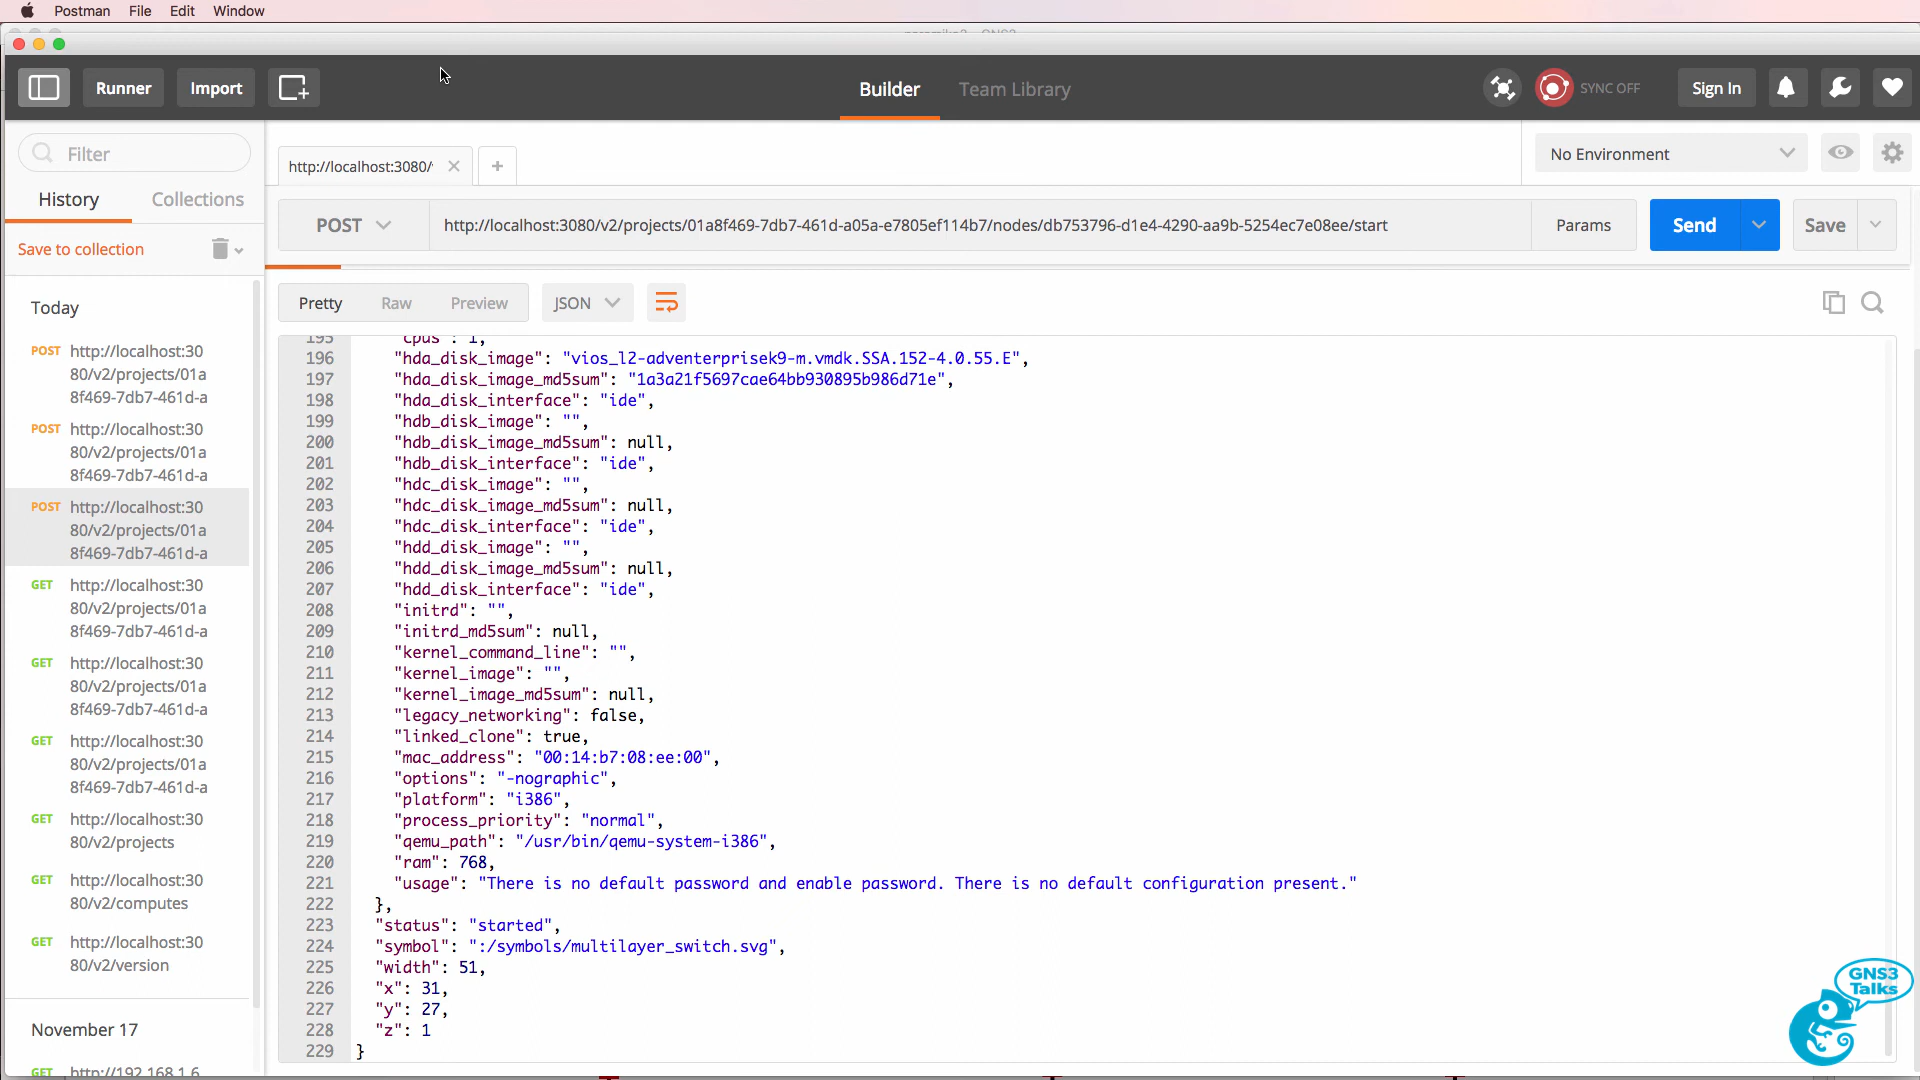 Postman File Edit Window
Runner Import Builder Team Library SYNC OFF Sign In
Filter
http://localhost:3080/
No Environment
History Collections
POST http://localhost:3080/v2/projects/01a8f469-7db7-461d-a05a-e7805ef114b7/nodes/db753796-d1e4-4290-aa9b-5254ec7e08ee/start Params Send Save
Save to collection
Pretty Raw Preview JSON
Today
POST http://localhost:30
80/v2/projects/01a
8f469-7db7-461d-a
POST http://localhost:30
80/v2/projects/01a
8f469-7db7-461d-a
POST http://localhost:30
80/v2/projects/01a
8f469-7db7-461d-a
GET http://localhost:30
80/v2/projects/01a
8f469-7db7-461d-a
GET http://localhost:30
80/v2/projects/01a
8f469-7db7-461d-a
GET http://localhost:30
80/v2/projects/01a
8f469-7db7-461d-a
GET http://localhost:30
80/v2/projects
GET http://localhost:30
80/v2/computes
GET http://localhost:30
80/v2/version
November 17
GET http://192.168.1.6
195 "cpus": 1,
196 "hda_disk_image": "vios_l2-adventerprisek9-m.vmdk.SSA.152-4.0.55.E",
197 "hda_disk_image_md5sum": "1a3a21f5697cae64bb930895b986d71e",
198 "hda_disk_interface": "ide",
199 "hdb_disk_image": "",
200 "hdb_disk_image_md5sum": null,
201 "hdb_disk_interface": "ide",
202 "hdc_disk_image": "",
203 "hdc_disk_image_md5sum": null,
204 "hdc_disk_interface": "ide",
205 "hdd_disk_image": "",
206 "hdd_disk_image_md5sum": null,
207 "hdd_disk_interface": "ide",
208 "initrd": "",
209 "initrd_md5sum": null,
210 "kernel_command_line": "",
211 "kernel_image": "",
212 "kernel_image_md5sum": null,
213 "legacy_networking": false,
214 "linked_clone": true,
215 "mac_address": "00:14:b7:08:ee:00",
216 "options": "-nographic",
217 "platform": "i386",
218 "process_priority": "normal",
219 "qemu_path": "/usr/bin/qemu-system-i386",
220 "ram": 768,
221 "usage": "There is no default password and enable password. There is no default configuration present."
222 },
223 "status": "started",
224 "symbol": ":/symbols/multilayer_switch.svg",
225 "width": 51,
226 "x": 31,
227 "y": 27,
228 "z": 1
229 }
GNS3
Talks